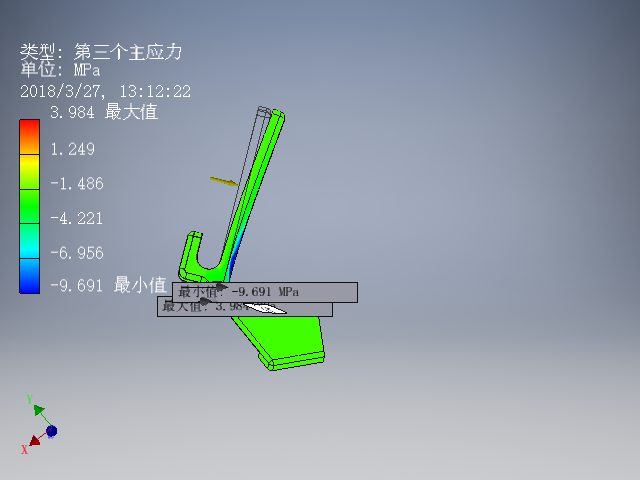 类型: 第三个主应力
单位: MPa
2018/3/27, 13:12:22
3.984 最大值
1.249
-1.486
-4.221
-6.956
-9.691 最小值
最小值: -9.691 MPa
最大值: 3.984
Y
X